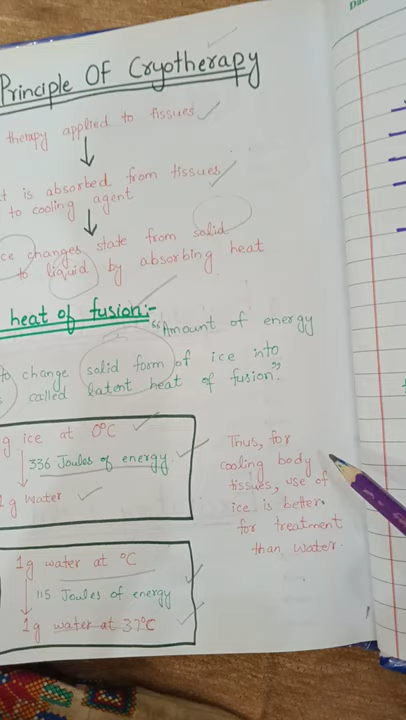 Principle Of Cryotherapy
therapy applied to tissues
t is absorbed from tissues
to cooling agent
ce changes state from solid
to liquid by absorbing heat
heat of fusion:-
"Amount of energy
to change solid form of ice into
s called latent heat of fusion."
g ice at 0°C
336 Joules of energy
1g Water
Thus, for
cooling body
tissues, use of
ice is better
for treatment
than water.
1g water at °C
115 Joules of energy
1g water at 37°C